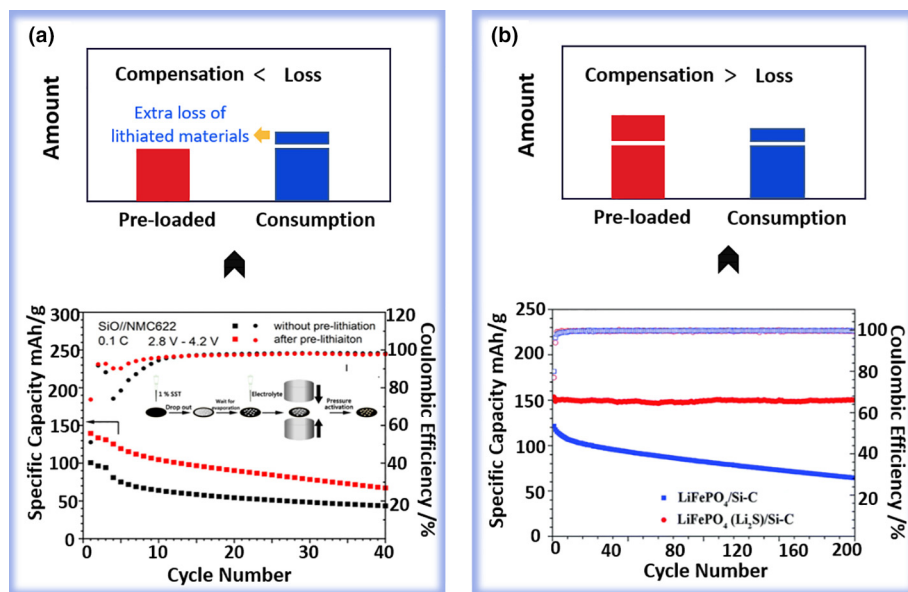 (a)
Amount
Compensation < Loss
Extra loss of
lithiated materials
Pre-loaded
Consumption
Specific Capacity mAh/g
300
250
200
150
100
50
0
SiO//NMC622
0.1 C 2.8 V - 4.2 V
without pre-lithiation
after pre-lithiaiton
1 % SST
Drop out
Wait for
evaporation
Electrolyte
Pressure
activation
120
100
80
60
40
20
Coulombic Efficiency /%
0 10 20 30 40
Cycle Number
(b)
Amount
Compensation > Loss
Pre-loaded
Consumption
Specific Capacity mAh/g
250
200
150
100
50
0
LiFePO₄/Si-C
LiFePO₄ (Li₂S)/Si-C
100
80
60
40
20
Coulombic Efficiency /%
0 40 80 120 160 200
Cycle Number